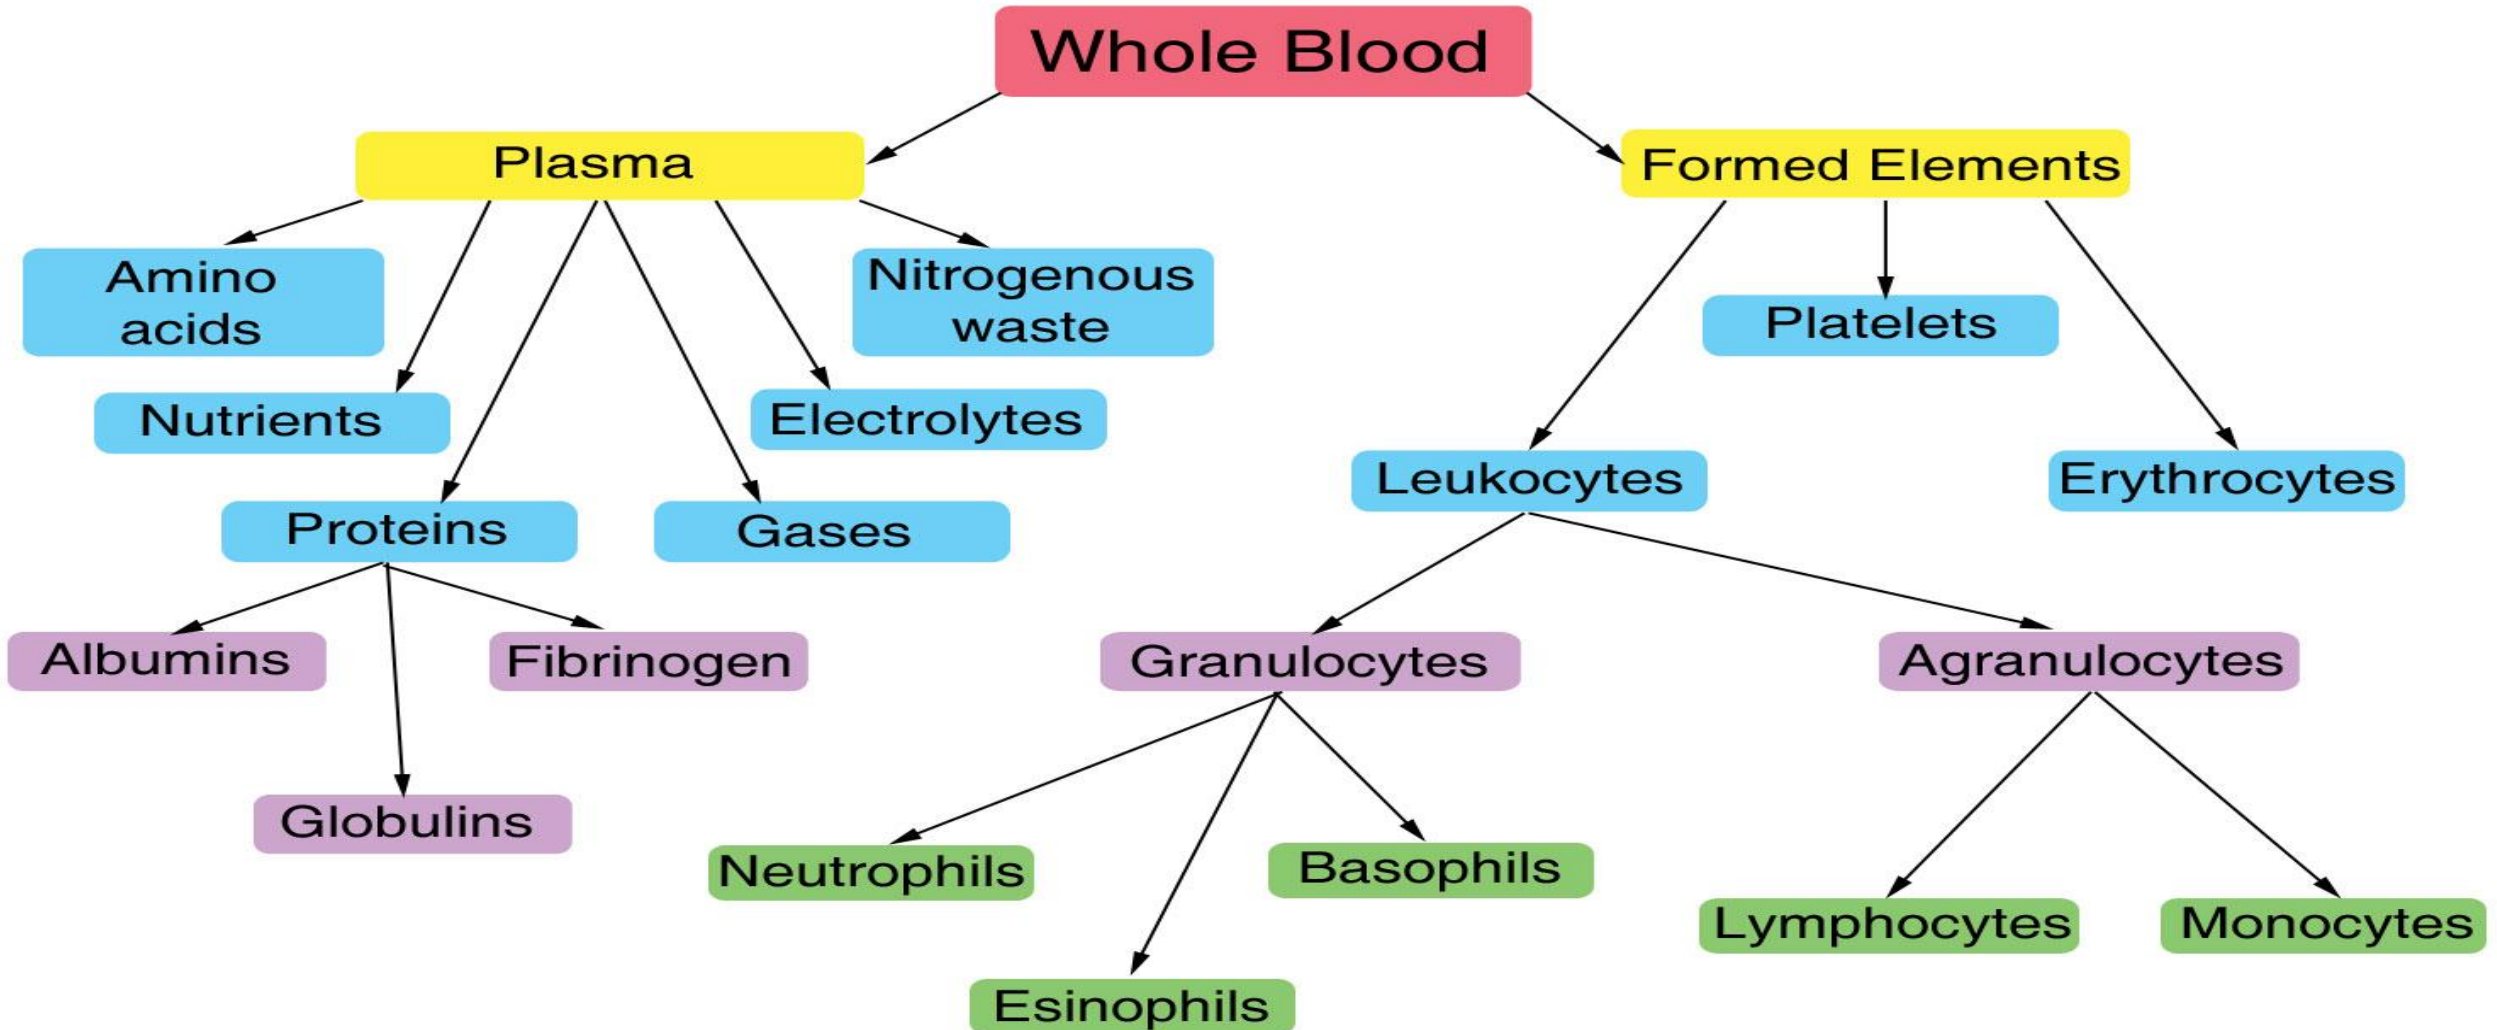 Whole Blood
Plasma
Formed Elements
Amino
acids
Nitrogenous
waste
Platelets
Nutrients
Electrolytes
Leukocytes
Erythrocytes
Proteins
Gases
Albumins
Fibrinogen
Granulocytes
Agranulocytes
Globulins
Neutrophils
Basophils
Lymphocytes
Monocytes
Esinophils